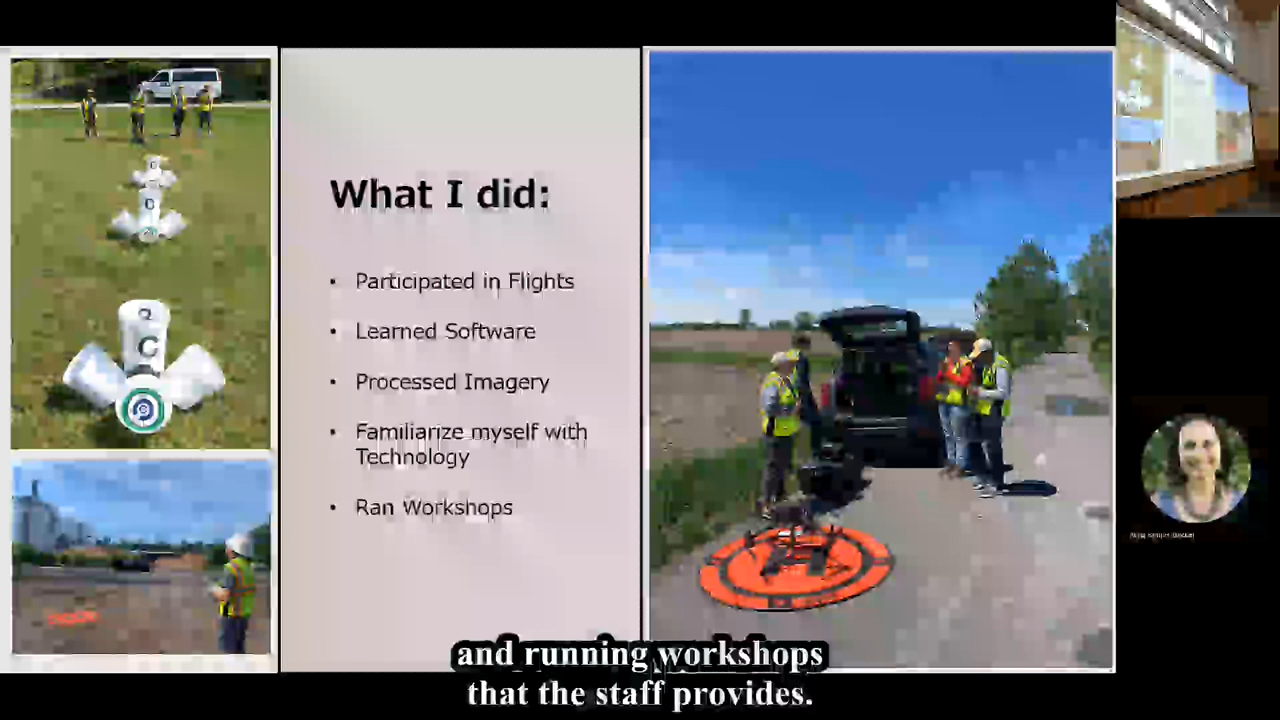 What I did:
• Participated in Flights
• Learned Software
• Processed Imagery
• Familiarize myself with
Technology
• Ran Workshops
and running workshops
that the staff provides.